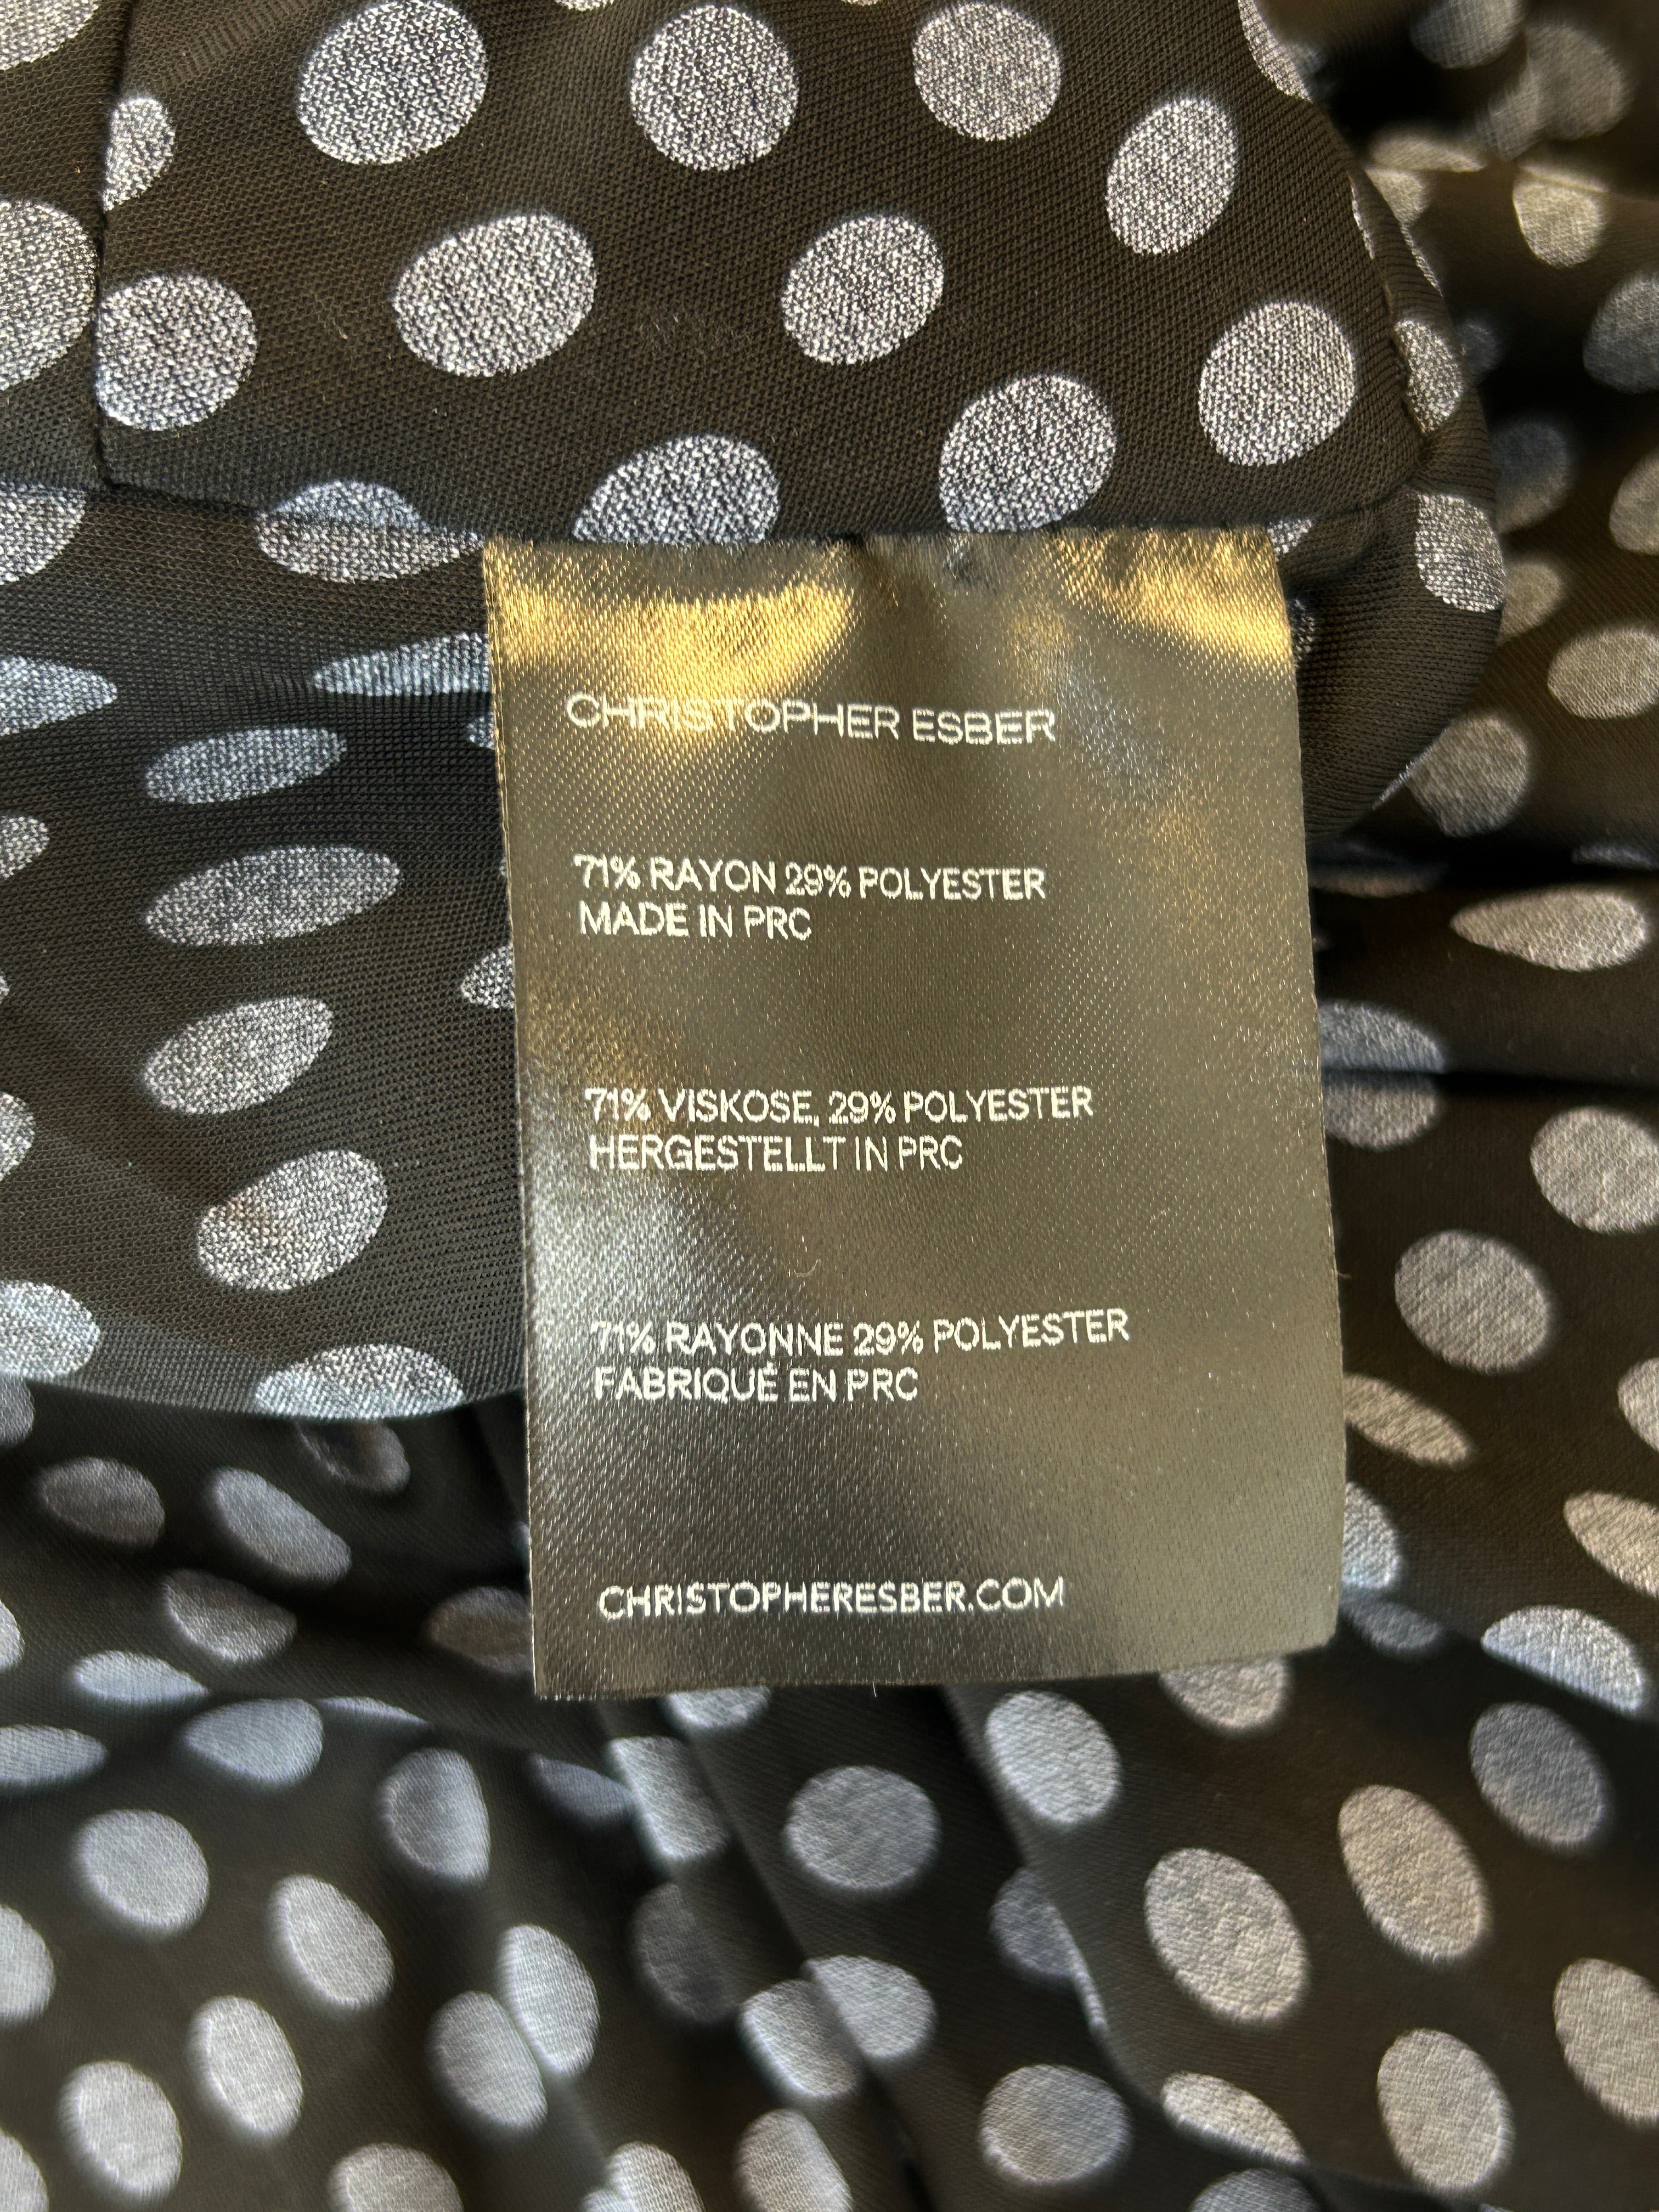 CHRISTOPHER ESBER
71% RAYON 29% POLYESTER
MADE IN PRC
71% VISKOSE, 29% POLYESTER
HERGESTELLT IN PRC
71% RAYONNE 29% POLYESTER
FABRIQUÉ EN PRC
CHRISTOPHERESBER.COM